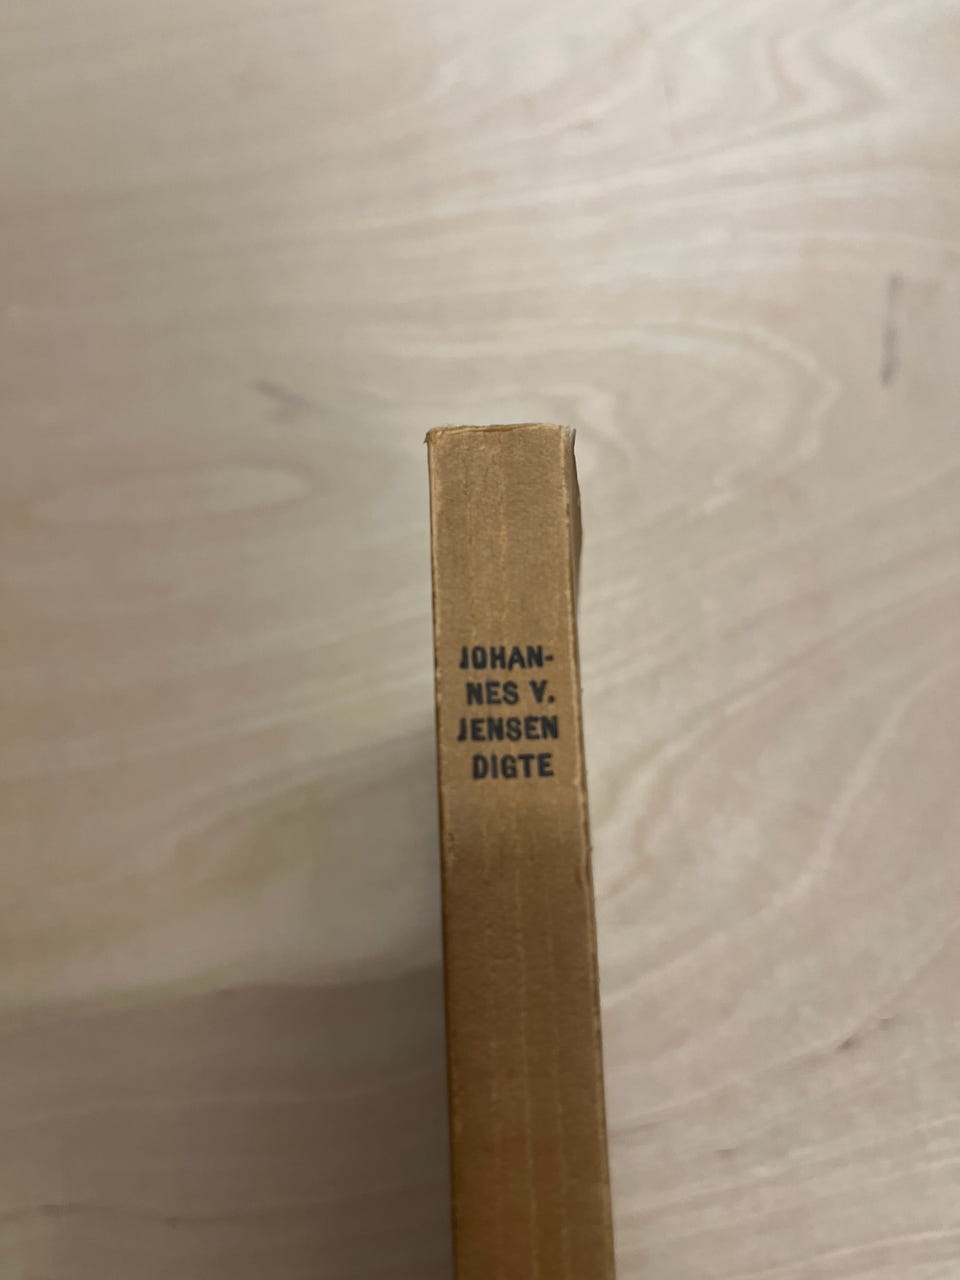 JOHAN-
NES V.
JENSEN
DIGTE